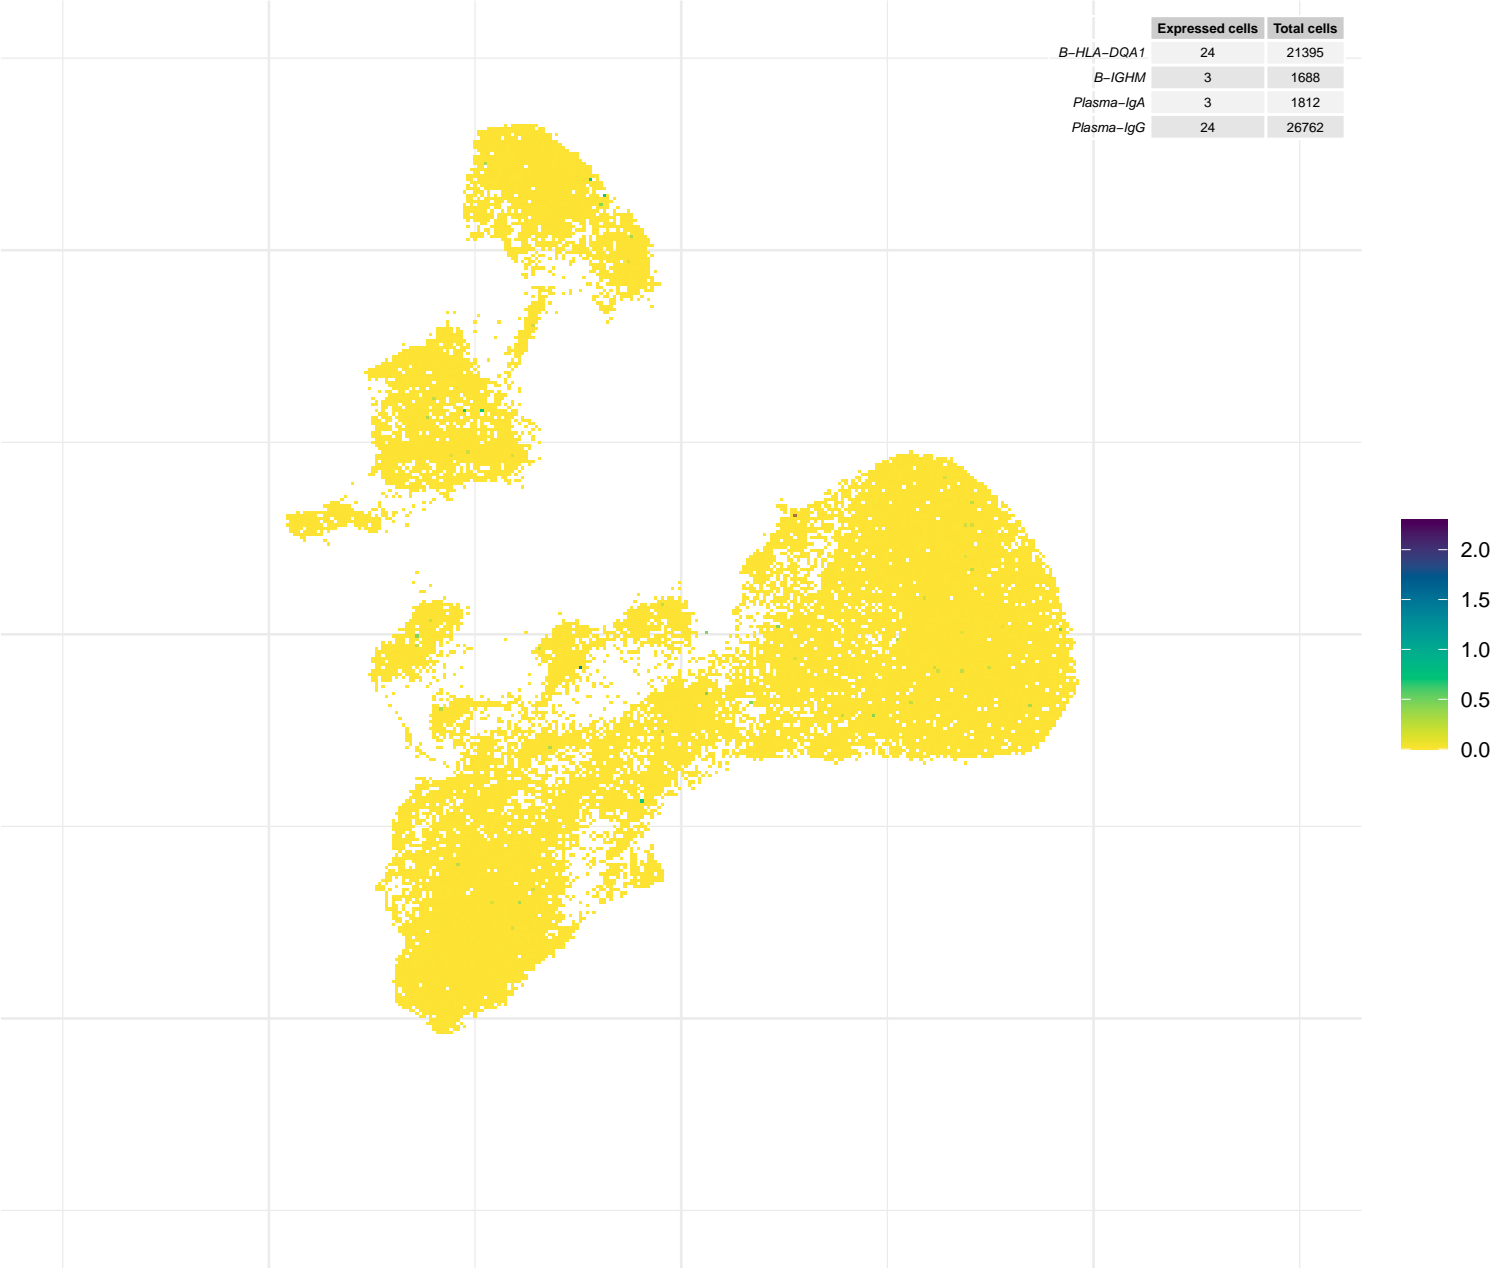 Expressed cells Total cells
B−HLA−DQA1 24 21395
B−IGHM 3 1688
Plasma−IgA 3 1812
Plasma−IgG 24 26762
2.0
1.5
1.0
0.5
0.0